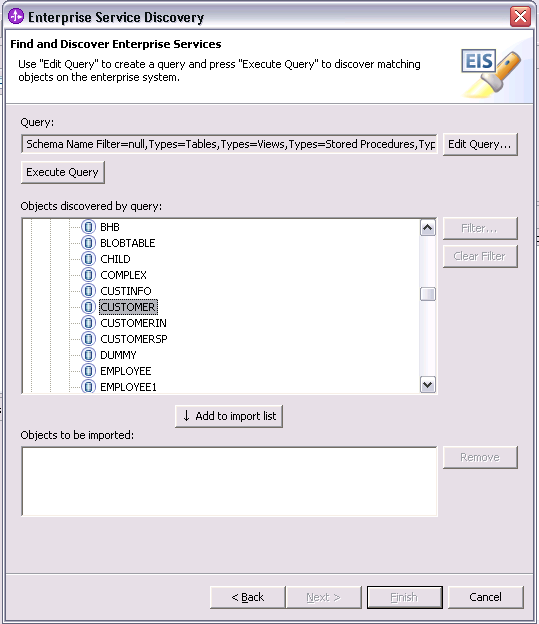 Enterprise Service Discovery
Find and Discover Enterprise Services
Use "Edit Query" to create a query and press "Execute Query" to discover matching
objects on the enterprise system.
EIS
Query:
Schema Name Filter=null,Types=Tables,Types=Views,Types=Stored Procedures,Typ
Edit Query...
Execute Query
Objects discovered by query:
BHB
BLOBTABLE
CHILD
COMPLEX
CUSTINFO
CUSTOMER
CUSTOMERIN
CUSTOMERSP
DUMMY
EMPLOYEE
EMPLOYEE1
Filter...
Clear Filter
↓ Add to import list
Objects to be imported:
Remove
< Back
Next >
Finish
Cancel